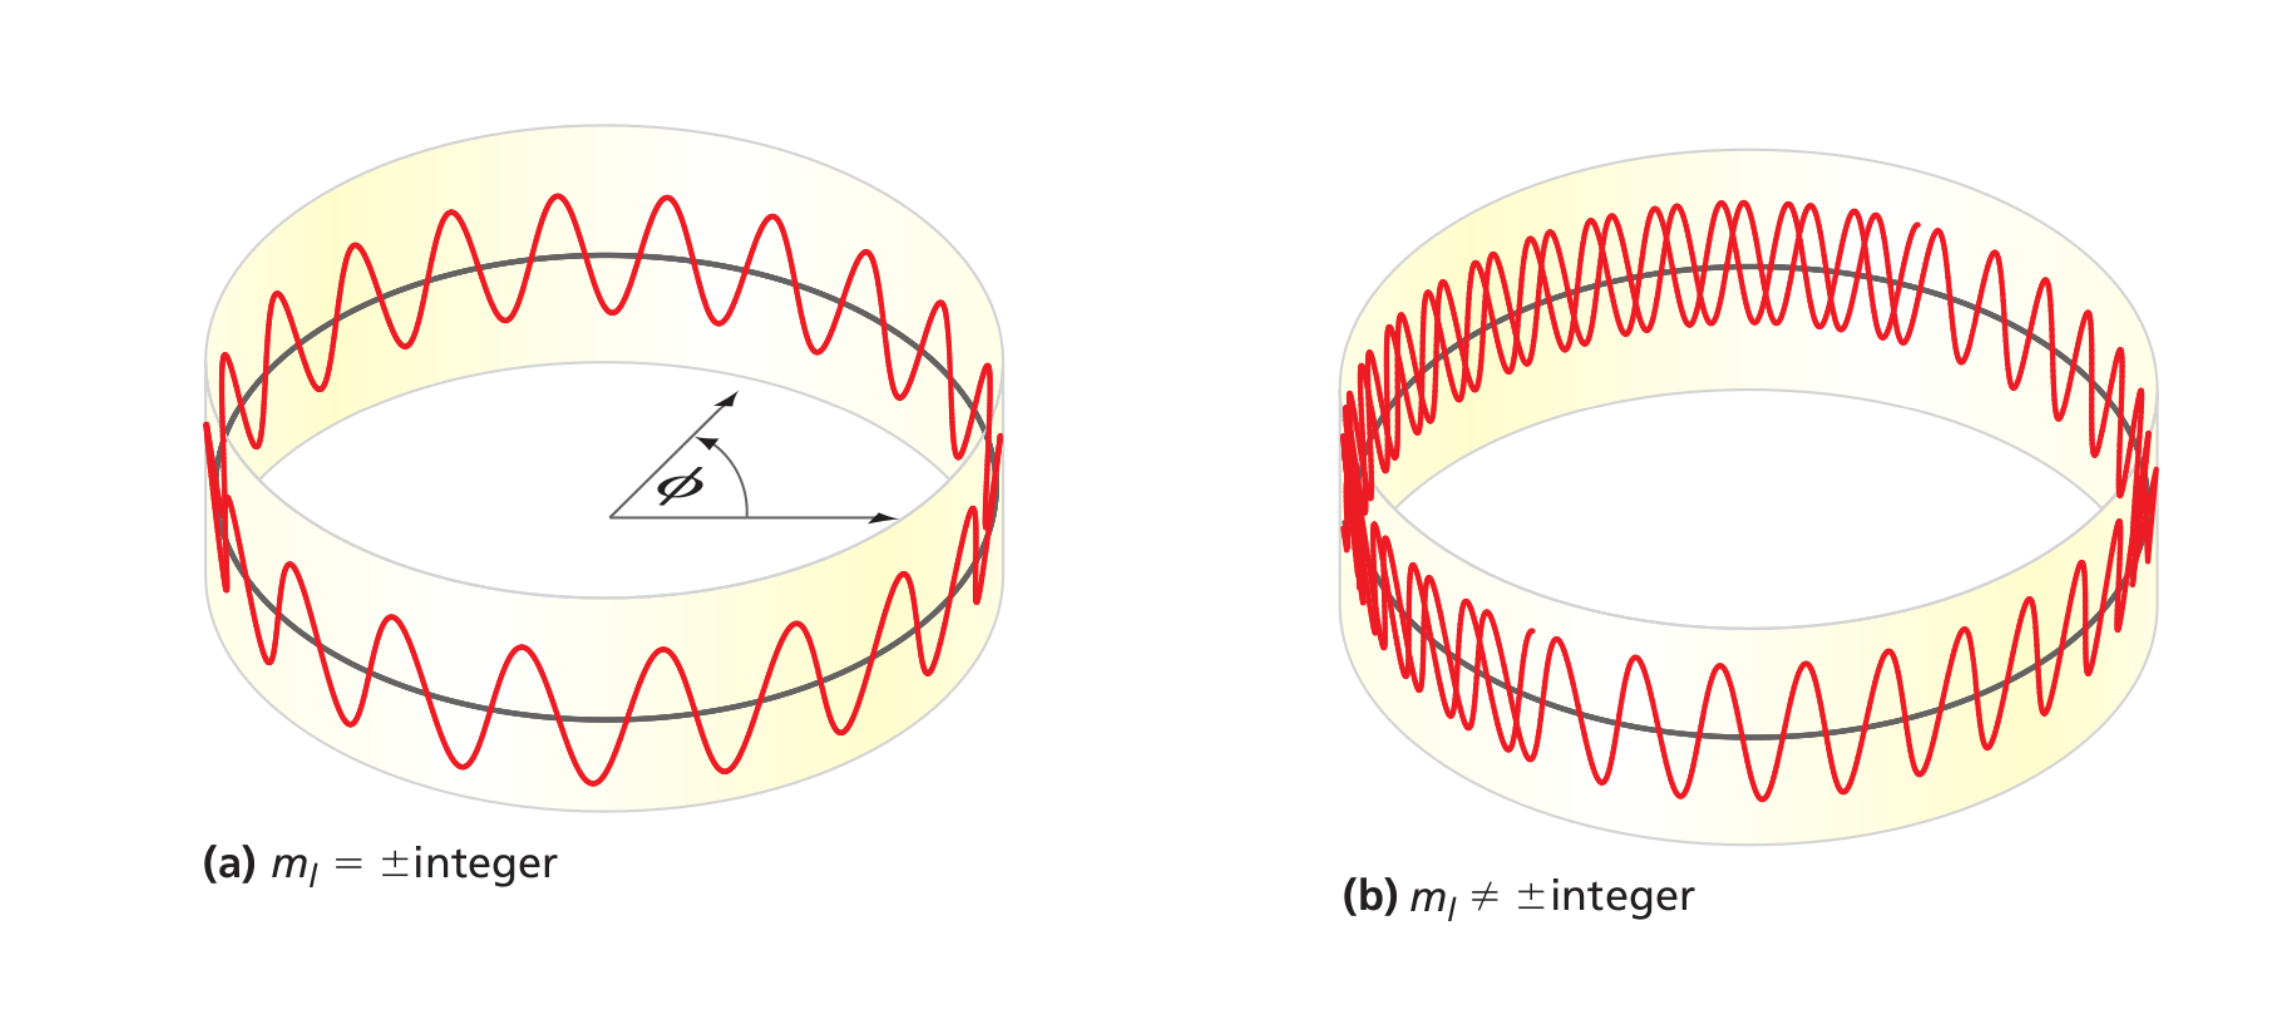 ϕ
(a) mₗ = ±integer
(b) mₗ ≠ ±integer